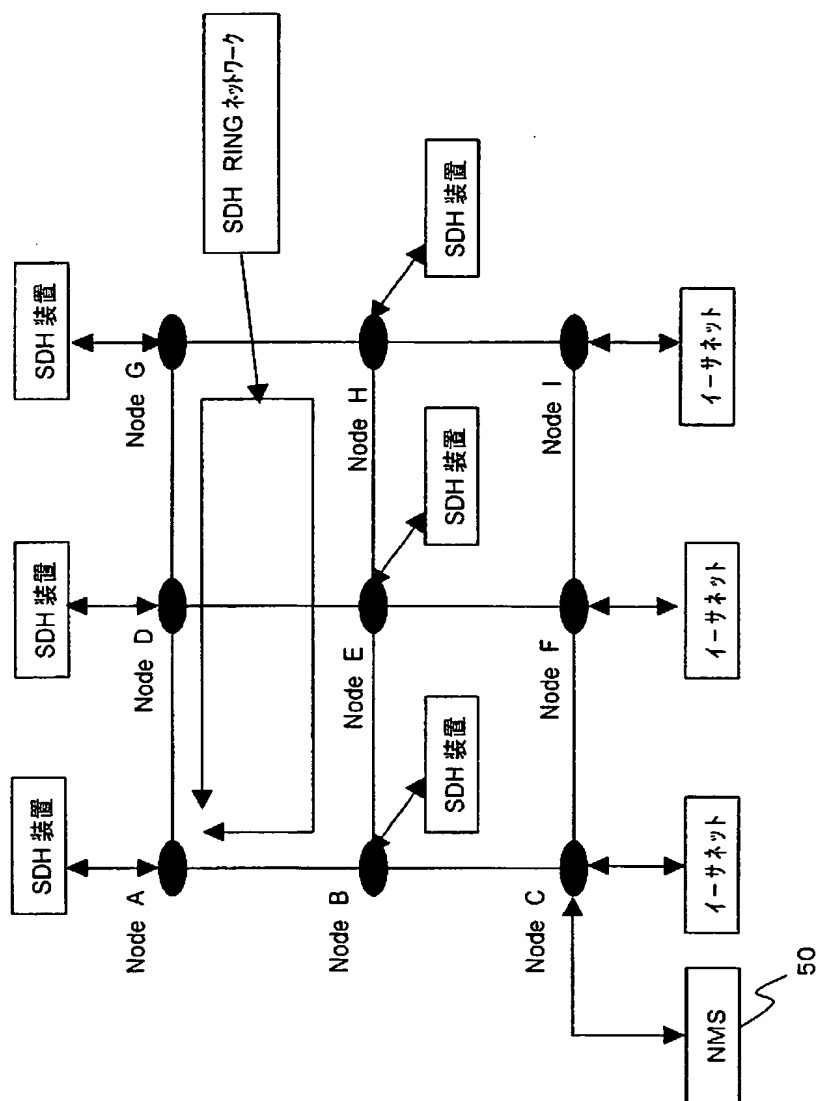 SDH 装置
SDH 装置
SDH 装置
SDH RING ネットワーク
Node A
Node D
Node G
Node B
Node E
Node H
SDH 装置
SDH 装置
SDH 装置
Node C
Node F
Node I
NMS
50
イーサネット
イーサネット
イーサネット